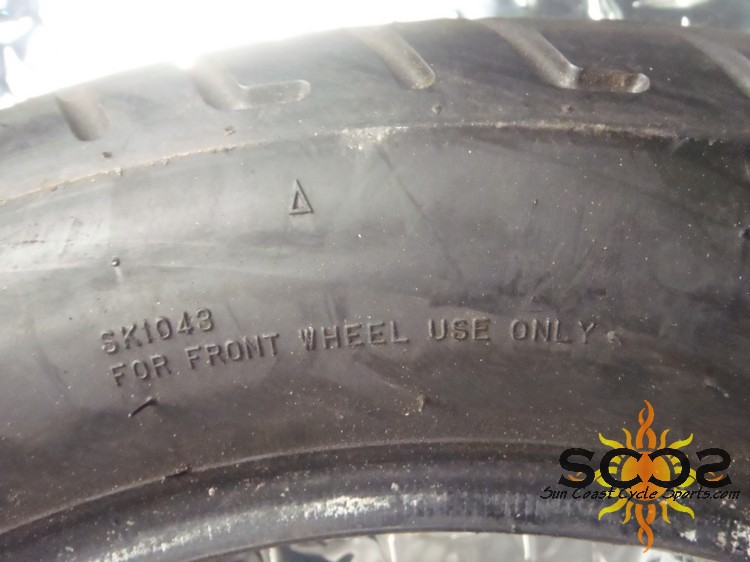 SK1043
FOR FRONT WHEEL USE ONLY
SCCS
Sun Coast Cycle Sports.com